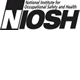 National Institute for
Occupational Safety and Health
NIOSH